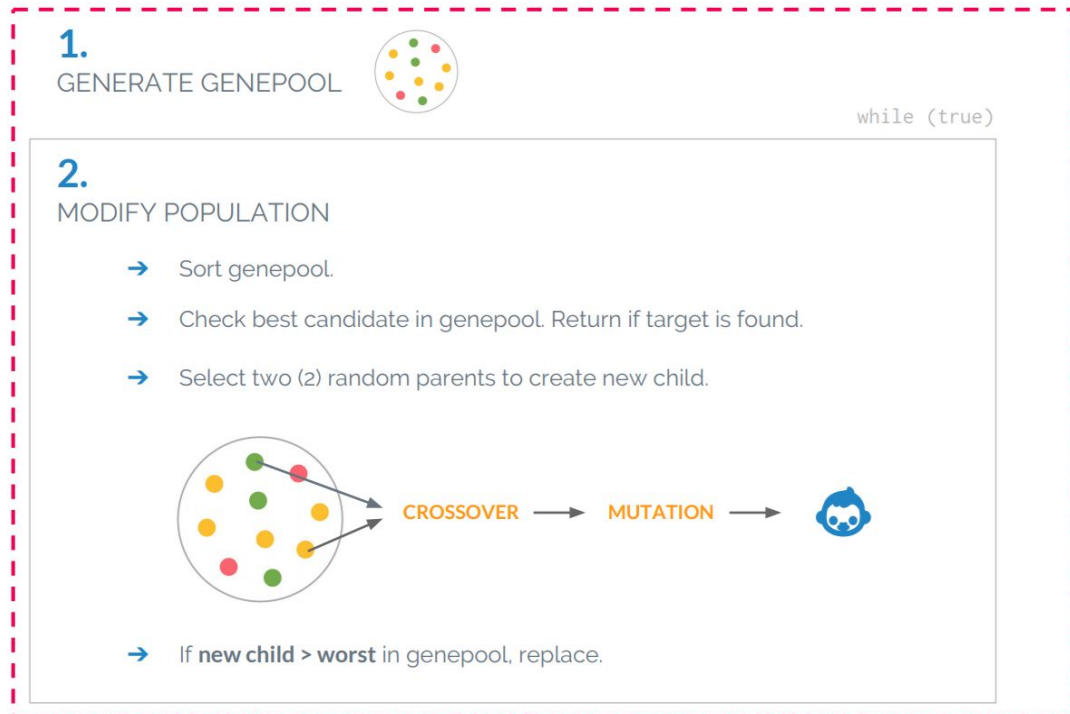 1.
GENERATE GENEPOOL
while (true)
2.
MODIFY POPULATION
➔ Sort genepool.
➔ Check best candidate in genepool. Return if target is found.
➔ Select two (2) random parents to create new child.
CROSSOVER
MUTATION
➔ If new child > worst in genepool, replace.